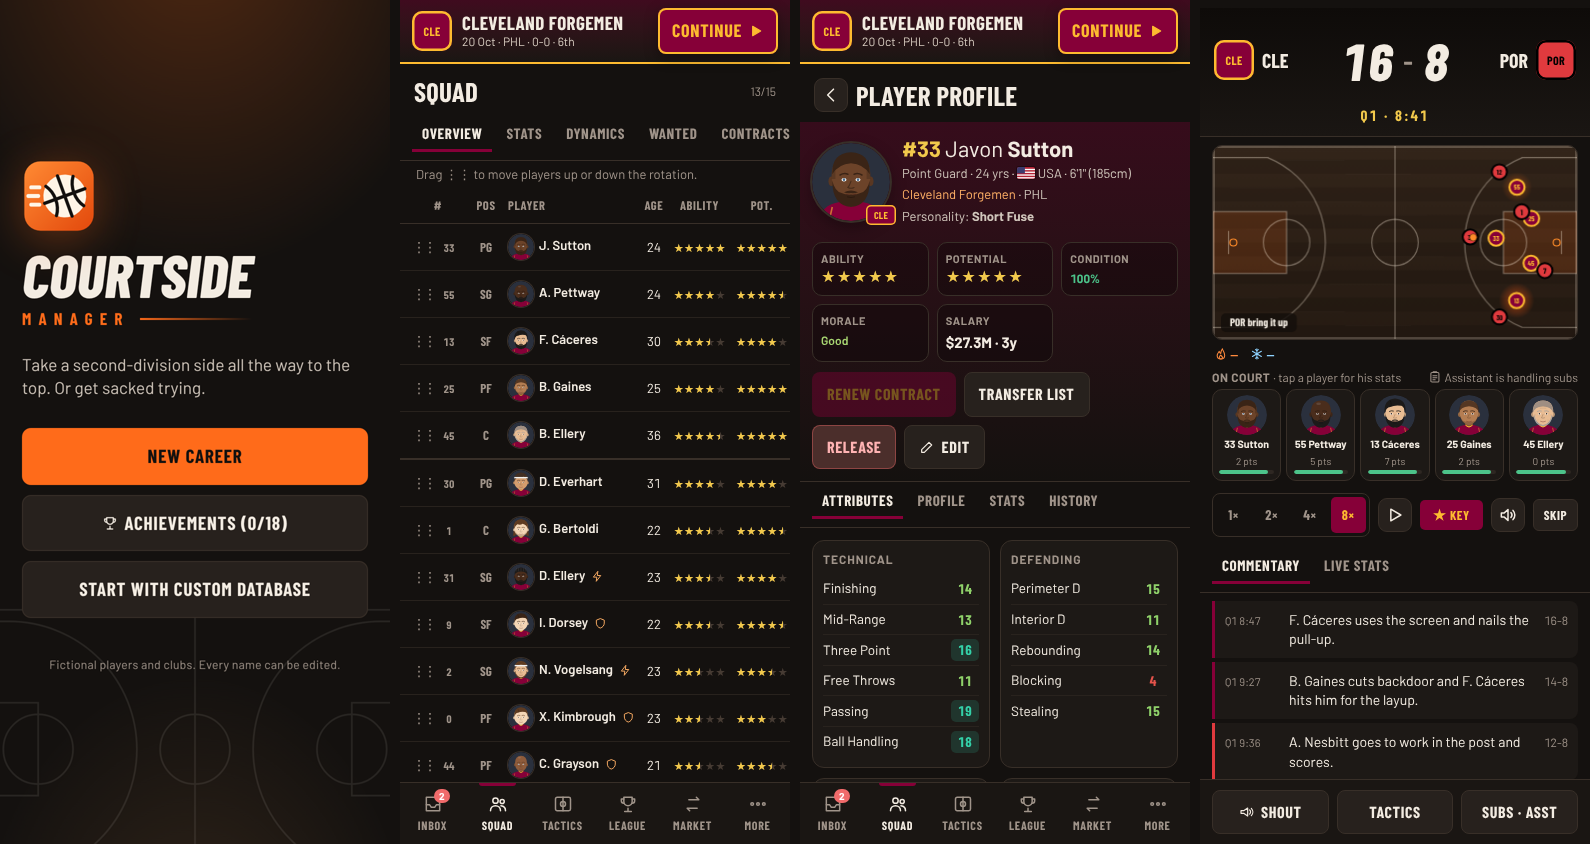 COURTSIDE
MANAGER
Take a second-division side all the way to the
top. Or get sacked trying.
NEW CAREER
ACHIEVEMENTS (0/18)
START WITH CUSTOM DATABASE
Fictional players and clubs. Every name can be edited.
CLE
CLEVELAND FORGEMEN
20 Oct · PHL · 0-0 · 6th
CONTINUE
SQUAD
13/15
OVERVIEW STATS DYNAMICS WANTED CONTRACTS
Drag ⋮⋮ to move players up or down the rotation.
# POS PLAYER AGE ABILITY POT.
33 PG J. Sutton 24
55 SG A. Pettway 24
13 SF F. Cáceres 30
25 PF B. Gaines 25
45 C B. Ellery 36
30 PG D. Everhart 31
1 C G. Bertoldi 22
31 SG D. Ellery 23
9 SF I. Dorsey 22
2 SG N. Vogelsang 23
0 PF X. Kimbrough 23
44 PF C. Grayson 21
2
INBOX SQUAD TACTICS LEAGUE MARKET MORE
CLE
CLEVELAND FORGEMEN
20 Oct · PHL · 0-0 · 6th
CONTINUE
PLAYER PROFILE
#33 Javon Sutton
Point Guard · 24 yrs · USA · 6'1" (185cm)
Cleveland Forgemen · PHL
CLE
Personality: Short Fuse
ABILITY
POTENTIAL
CONDITION
100%
MORALE
Good
SALARY
$27.3M · 3y
RENEW CONTRACT
TRANSFER LIST
RELEASE
EDIT
ATTRIBUTES PROFILE STATS HISTORY
TECHNICAL
Finishing 14
Mid-Range 13
Three Point 16
Free Throws 11
Passing 19
Ball Handling 18
DEFENDING
Perimeter D 15
Interior D 11
Rebounding 14
Blocking 4
Stealing 15
2
INBOX SQUAD TACTICS LEAGUE MARKET MORE
CLE CLE 16 - 8 POR POR
Q1 · 8:41
55
1
25
33
45
7
POR bring it up
– –
ON COURT · tap a player for his stats
Assistant is handling subs
33 Sutton
2 pts
55 Pettway
5 pts
13 Cáceres
7 pts
25 Gaines
2 pts
45 Ellery
0 pts
1× 2× 4× 8× KEY SKIP
COMMENTARY LIVE STATS
Q1 8:47 F. Cáceres uses the screen and nails the 16-8
pull-up.
Q1 9:27 B. Gaines cuts backdoor and F. Cáceres 14-8
hits him for the layup.
Q1 9:36 A. Nesbitt goes to work in the post and 12-8
scores.
SHOUT TACTICS SUBS · ASST